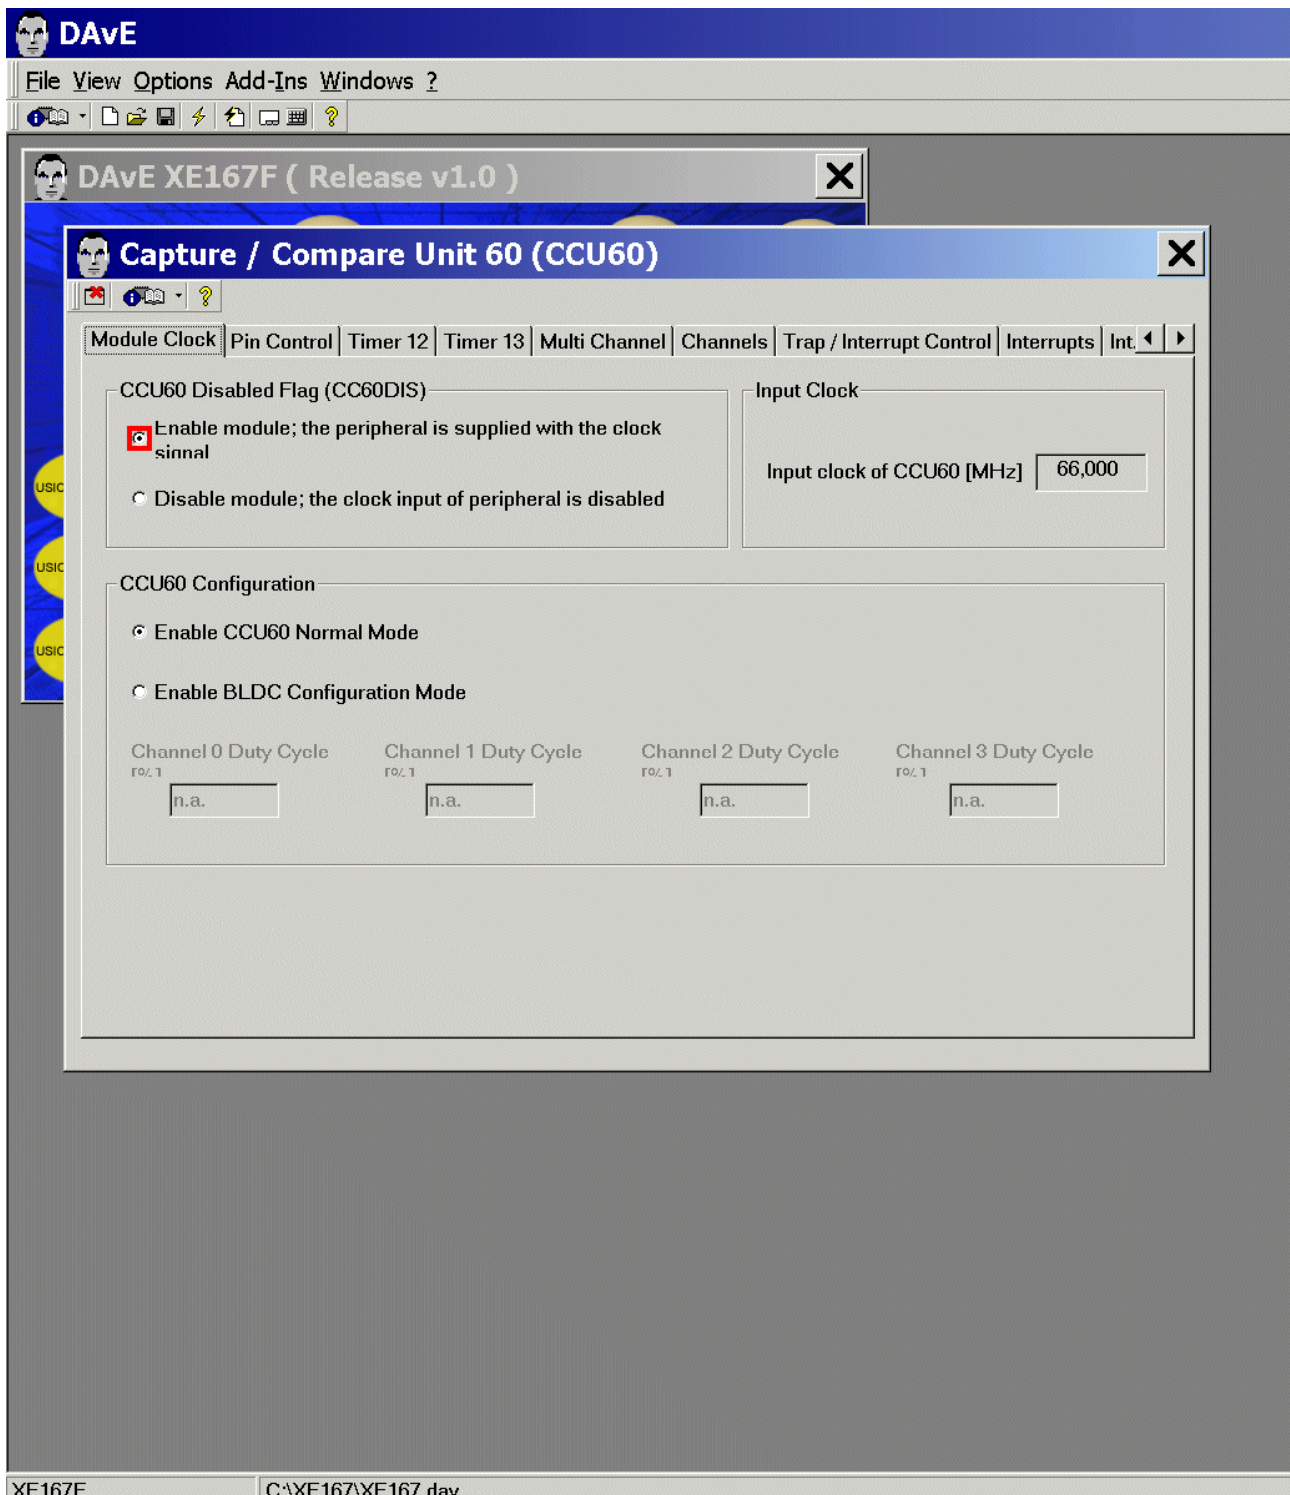 DAvE
File View Options Add-Ins Windows ?
DAvE XE167F ( Release v1.0 )
Capture / Compare Unit 60 (CCU60)
Module Clock Pin Control Timer 12 Timer 13 Multi Channel Channels Trap / Interrupt Control Interrupts Int.
CCU60 Disabled Flag (CC60DIS)
Input Clock
Enable module; the peripheral is supplied with the clock
signal
Input clock of CCU60 [MHz] 66,000
USIC
Disable module; the clock input of peripheral is disabled
USIC
CCU60 Configuration
Enable CCU60 Normal Mode
USIC
Enable BLDC Configuration Mode
Channel 0 Duty Cycle Channel 1 Duty Cycle Channel 2 Duty Cycle Channel 3 Duty Cycle
[%] [%] [%] [%]
n.a. n.a. n.a. n.a.
XE167F C:\XE167\XE167.dav